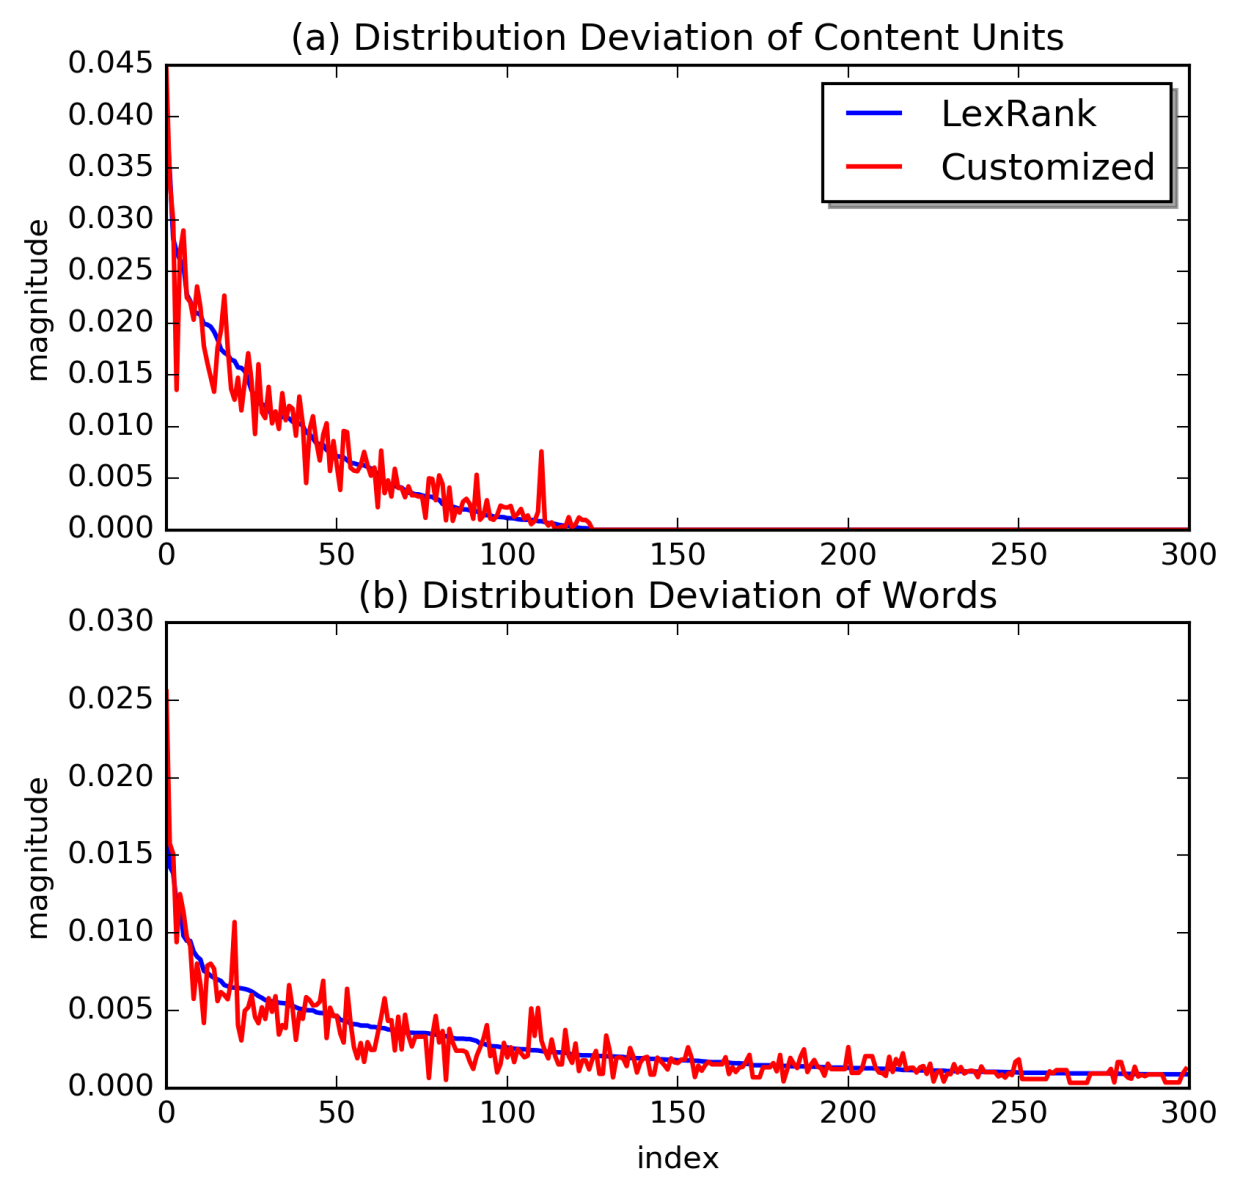 (a) Distribution Deviation of Content Units
0.045
0.040
0.035
0.030
0.025
0.020
0.015
0.010
0.005
0.000
magnitude
LexRank
Customized
0 50 100 150 200 250 300
(b) Distribution Deviation of Words
0.030
0.025
0.020
0.015
0.010
0.005
0.000
magnitude
0 50 100 150 200 250 300
index